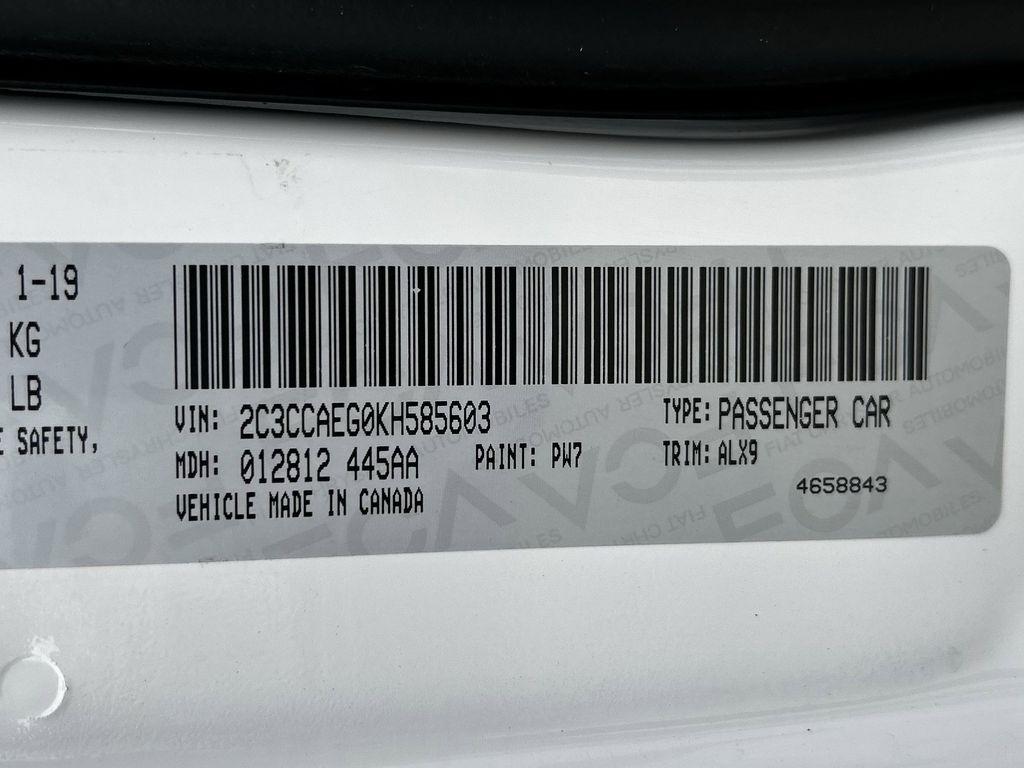 1-19
KG
LB
E SAFETY,
VIN: 2C3CCAEG0KH585603 TYPE: PASSENGER CAR
MDH: 012812 445AA PAINT: PW7 TRIM: ALX9
VEHICLE MADE IN CANADA 4658843